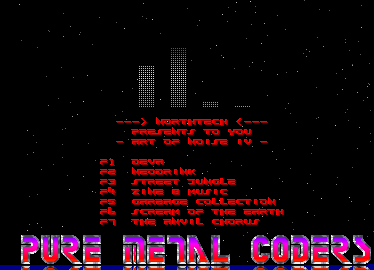 ---> NORTHTECH <---
PRESENTS TO YOU
- ART OF NOISE IV -
F1 DEVA
F2 NEODRINK
F3 STREET JUNGLE
F4 ZINE & MUSIC
F5 GARBAGE COLLECTION
F6 SCREAM OF THE EARTH
F7 THE ANVIL CHORUS
PURE METAL CODERS